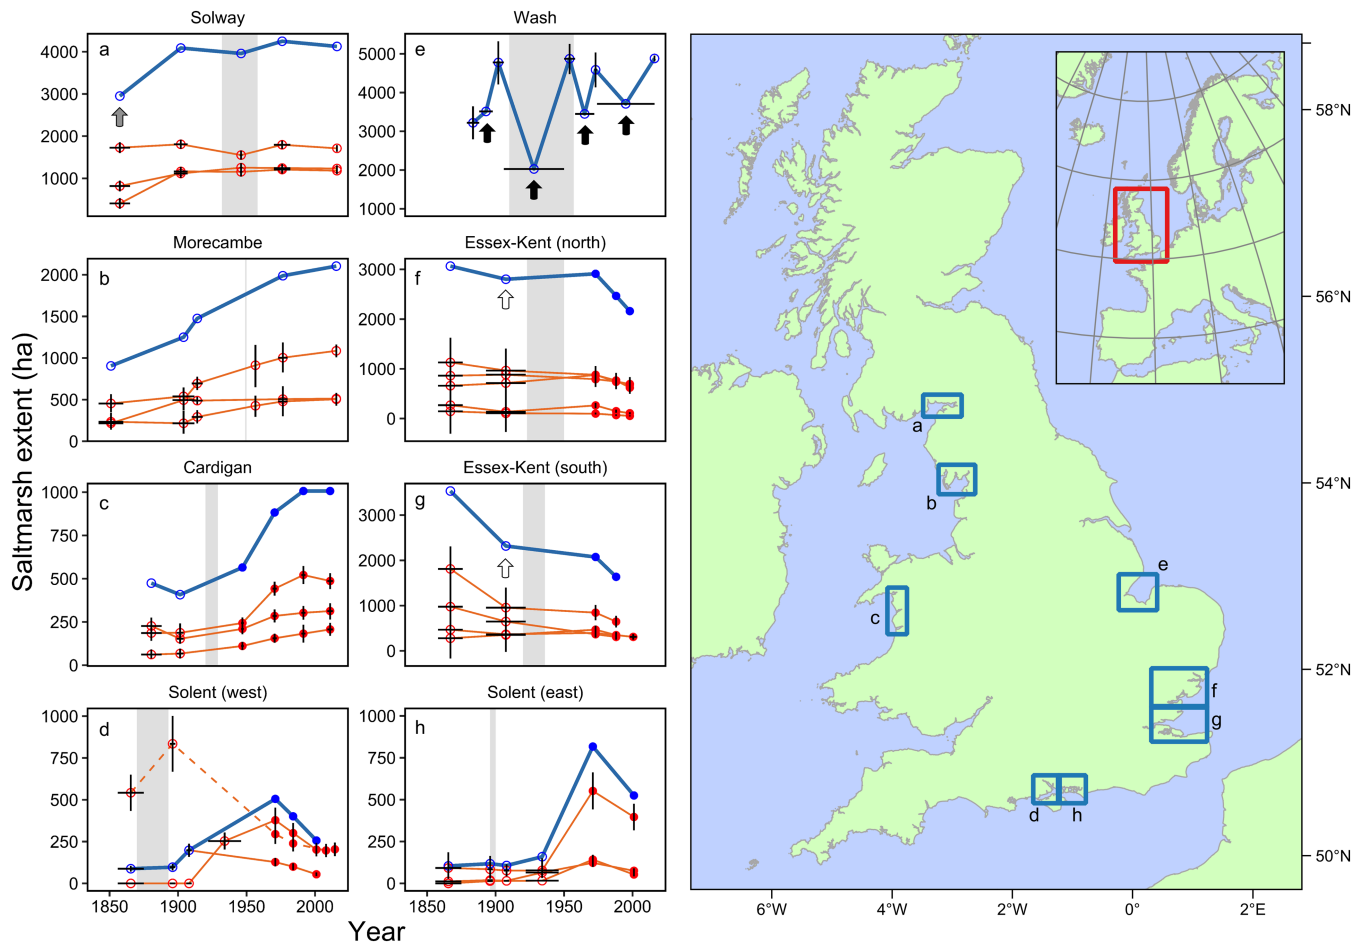 Solway
a
4000
3000
2000
1000
Wash
e
5000
4000
3000
2000
1000
Morecambe
b
2000
1500
1000
500
0
Essex-Kent (north)
f
3000
2000
1000
0
Cardigan
c
1000
750
500
250
0
Essex-Kent (south)
g
3000
2000
1000
0
Solent (west)
d
1000
750
500
250
0
1850 1900 1950 2000
Solent (east)
h
1000
750
500
250
0
1850 1900 1950 2000
Saltmarsh extent (ha)
Year
a
b
c
d
h
e
f
g
58°N
56°N
54°N
52°N
50°N
6°W 4°W 2°W 0° 2°E